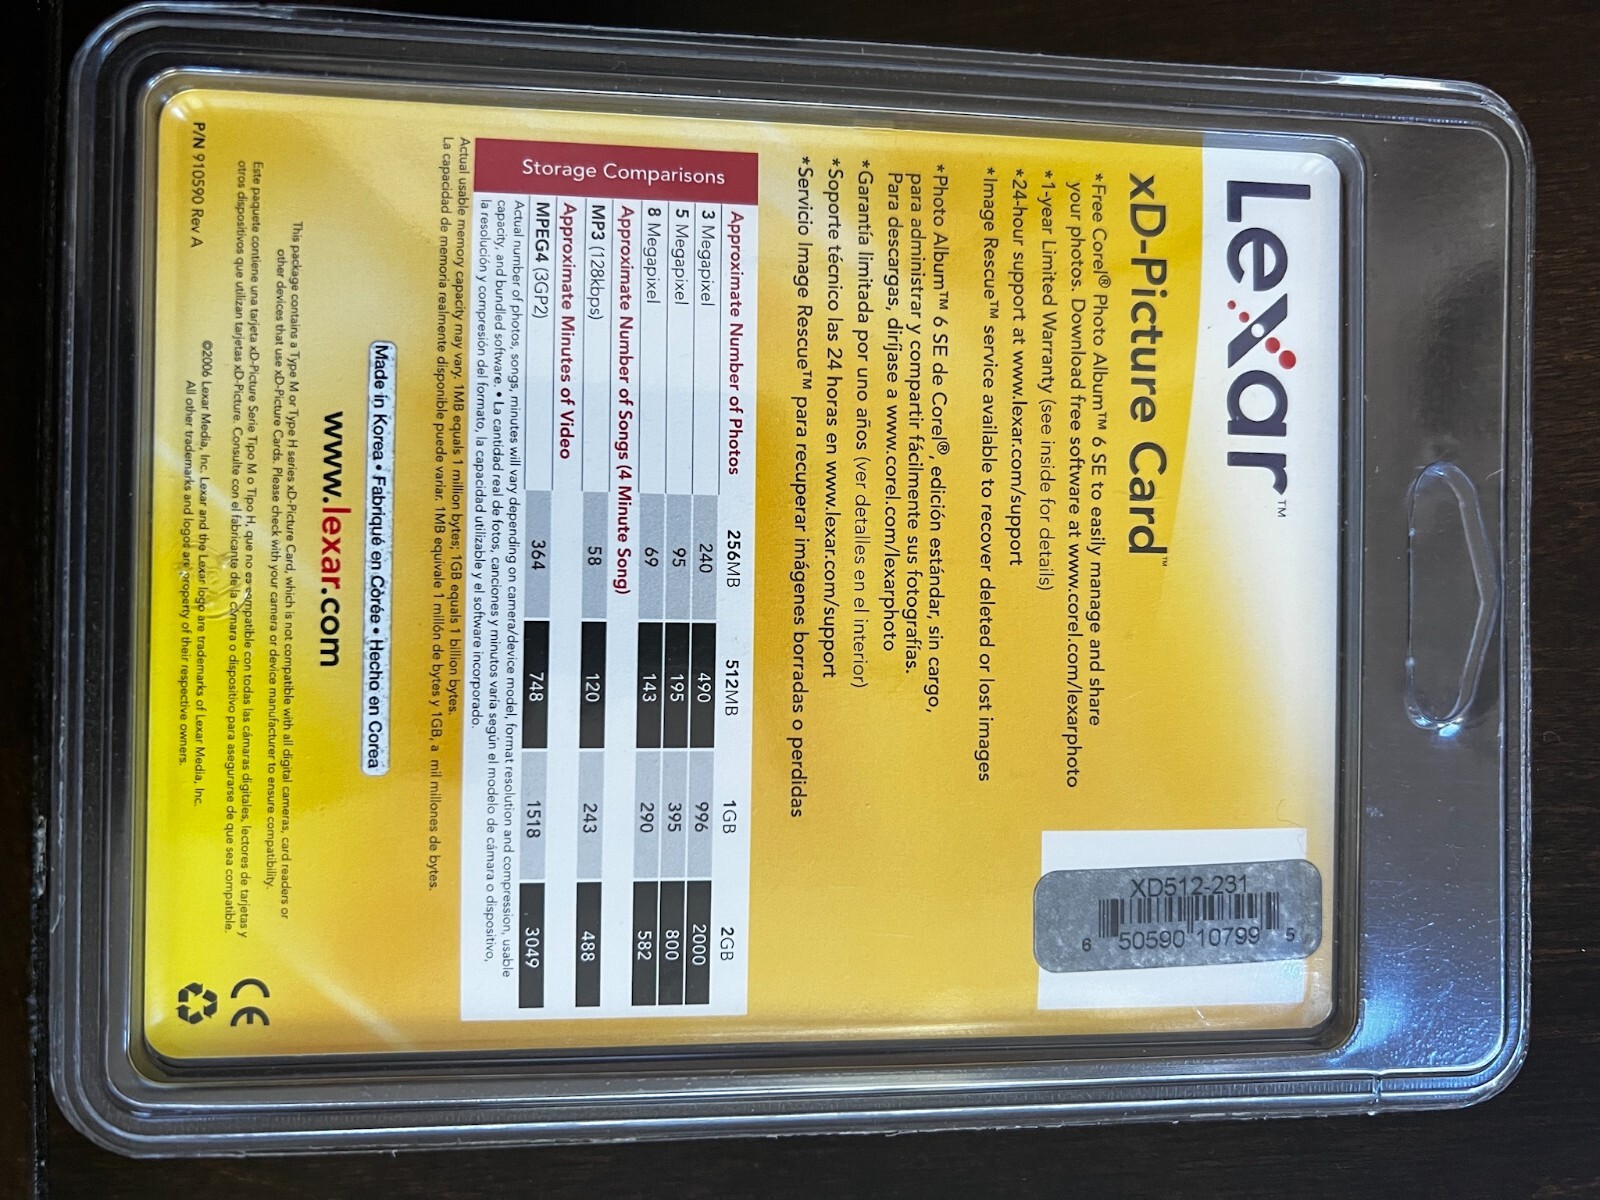 Lexar™
xD-Picture Card™
*Free Corel® Photo Album™ 6 SE to easily manage and share
your photos. Download free software at www.corel.com/lexarphoto
*1-year Limited Warranty (see inside for details)
*24-hour support at www.lexar.com/support
*Image Rescue™ service available to recover deleted or lost images
*Photo Album™ 6 SE de Corel®, edición estándar, sin cargo,
para administrar y compartir fácilmente sus fotografías.
Para descargas, diríjase a www.corel.com/lexarphoto
*Garantía limitada por uno años (ver detalles en el interior)
*Soporte técnico las 24 horas en www.lexar.com/support
*Servicio Image Rescue™ para recuperar imágenes borradas o perdidas
XD512-231
6 50590 10799 5
Storage Comparisons
Approximate Number of Photos 256MB 512MB 1GB 2GB
3 Megapixel 240 490 996 2000
5 Megapixel 95 195 395 800
8 Megapixel 69 143 290 582
Approximate Number of Songs (4 Minute Song)
MP3 (128kbps) 58 120 243 488
Approximate Minutes of Video
MPEG4 (3GP2) 364 748 1518 3049
Actual number of photos, songs, minutes will vary depending on camera/device model, format resolution and compression, usable
capacity, and bundled software. • La cantidad real de fotos, canciones y minutos varía según el modelo de cámara o dispositivo,
la resolución y compresión del formato, la capacidad utilizable y el software incorporado.
Actual usable memory capacity may vary. 1MB equals 1 million bytes; 1GB equals 1 billion bytes.
La capacidad de memoria realmente disponible puede variar. 1MB equivale 1 millón de bytes y 1GB, a mil millones de bytes.
Made in Korea • Fabriqué en Corée • Hecho en Corea
www.lexar.com
This package contains a Type M or Type H series xD-Picture Card, which is not compatible with all digital cameras, card readers or
other devices that use xD-Picture Cards. Please check with your camera or device manufacturer to ensure compatibility.
Este paquete contiene una tarjeta xD-Picture Serie Tipo M o Tipo H, que no es compatible con todas las cámaras digitales, lectores de tarjetas y
otros dispositivos que utilizan tarjetas xD-Picture. Consulte con el fabricante de la cámara o dispositivo para asegurarse de que sea compatible.
©2006 Lexar Media, Inc. Lexar and the Lexar logo are trademarks of Lexar Media, Inc.
All other trademarks and logos are property of their respective owners.
P/N 910590 Rev A
CE